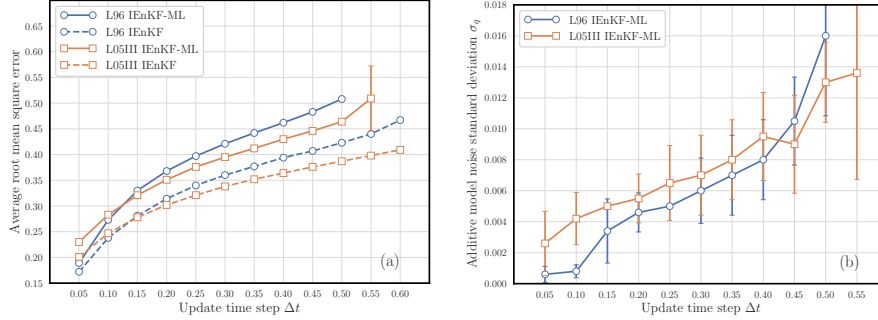 L96 IEnKF-ML
L96 IEnKF
L05III IEnKF-ML
L05III IEnKF
Average root mean square error
0.65
0.60
0.55
0.50
0.45
0.40
0.35
0.30
0.25
0.20
0.15
(a)
0.05 0.10 0.15 0.20 0.25 0.30 0.35 0.40 0.45 0.50 0.55 0.60
Update time step Δt
L96 IEnKF-ML
L05III IEnKF-ML
Additive model noise standard deviation σq
0.018
0.016
0.014
0.012
0.010
0.008
0.006
0.004
0.002
0.000
(b)
0.05 0.10 0.15 0.20 0.25 0.30 0.35 0.40 0.45 0.50 0.55
Update time step Δt